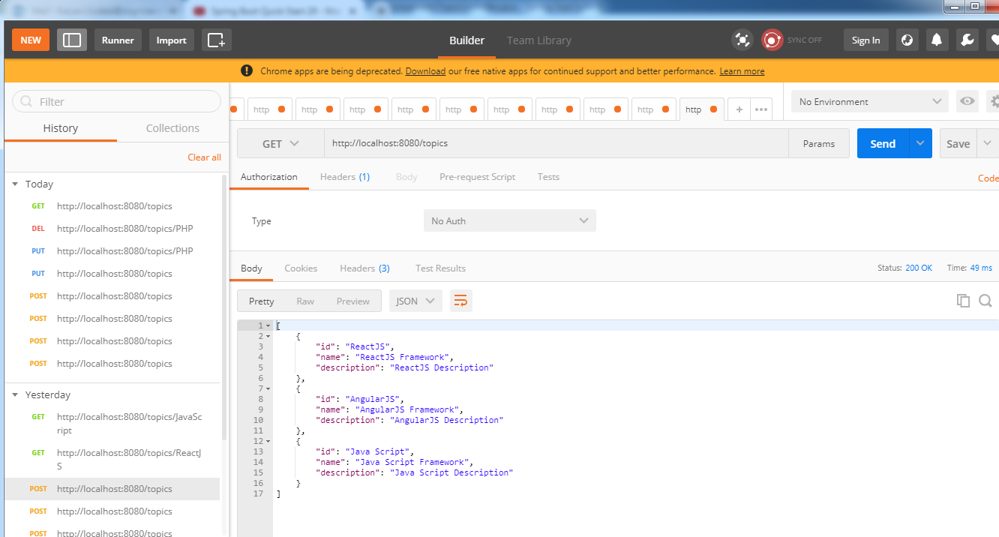 Spring Boot Quick Start 29 -
NEW Runner Import Builder Team Library SYNC OFF Sign In
Chrome apps are being deprecated. Download our free native apps for continued support and better performance. Learn more
Filter
History Collections
Clear all
Today
GET http://localhost:8080/topics
DEL http://localhost:8080/topics/PHP
PUT http://localhost:8080/topics/PHP
PUT http://localhost:8080/topics
POST http://localhost:8080/topics
POST http://localhost:8080/topics
POST http://localhost:8080/topics
POST http://localhost:8080/topics
Yesterday
GET http://localhost:8080/topics/JavaSc
ript
GET http://localhost:8080/topics/ReactJ
S
POST http://localhost:8080/topics
POST http://localhost:8080/topics
POST http://localhost:8080/topics
http http http http http http http http http http + ••• No Environment
GET http://localhost:8080/topics Params Send Save
Authorization Headers (1) Body Pre-request Script Tests Code
Type No Auth
Body Cookies Headers (3) Test Results Status: 200 OK Time: 49 ms
Pretty Raw Preview JSON
1 [
2 {
3 "id": "ReactJS",
4 "name": "ReactJS Framework",
5 "description": "ReactJS Description"
6 },
7 {
8 "id": "AngularJS",
9 "name": "AngularJS Framework",
10 "description": "AngularJS Description"
11 },
12 {
13 "id": "Java Script",
14 "name": "Java Script Framework",
15 "description": "Java Script Description"
16 }
17 ]